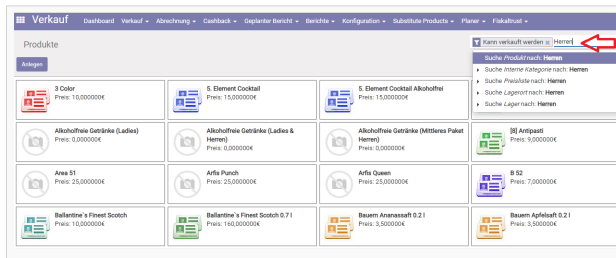 Verkauf Dashboard Verkauf Abrechnung Cashback Geplanter Bericht Berichte Konfiguration Substitute Products Planer Fiskaltrust
Produkte
Kann verkauft werden x Herren
Anlegen
Suche Produkt nach: Herren
Suche Interne Kategorie nach: Herren
Suche Preisliste nach: Herren
Suche Lagerort nach: Herren
Suche Lager nach: Herren
3 Color
Preis: 10,000000€
5. Element Cocktail
Preis: 15,000000€
5. Element Cocktail Alkoholfrei
Preis: 15,000000€
Alkoholfreie Getränke (Ladies)
Preis: 0,000000€
Alkoholfreie Getränke (Ladies &
Herren)
Preis: 0,000000€
Alkoholfreie Getränke (Mittleres Paket
Herren)
Preis: 0,000000€
[8] Antipasti
Preis: 9,000000€
Area 51
Preis: 25,000000€
Arfis Punch
Preis: 25,000000€
Arfis Queen
Preis: 25,000000€
B 52
Preis: 7,000000€
Ballantine`s Finest Scotch
Preis: 10,000000€
Ballantine`s Finest Scotch 0.7 l
Preis: 160,000000€
Bauern Ananassaft 0.2 l
Preis: 3,500000€
Bauern Apfelsaft 0.2 l
Preis: 3,500000€